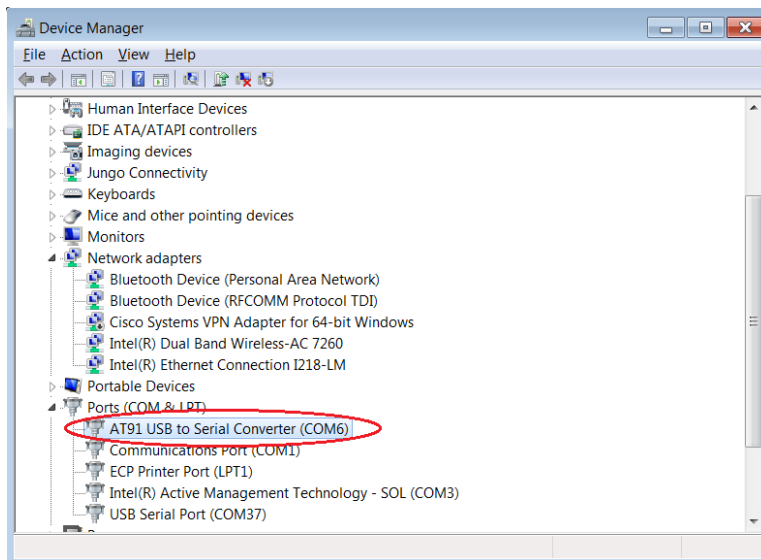 Device Manager
File Action View Help
Human Interface Devices
IDE ATA/ATAPI controllers
Imaging devices
Jungo Connectivity
Keyboards
Mice and other pointing devices
Monitors
Network adapters
Bluetooth Device (Personal Area Network)
Bluetooth Device (RFCOMM Protocol TDI)
Cisco Systems VPN Adapter for 64-bit Windows
Intel(R) Dual Band Wireless-AC 7260
Intel(R) Ethernet Connection I218-LM
Portable Devices
Ports (COM & LPT)
AT91 USB to Serial Converter (COM6)
Communications Port (COM1)
ECP Printer Port (LPT1)
Intel(R) Active Management Technology - SOL (COM3)
USB Serial Port (COM37)